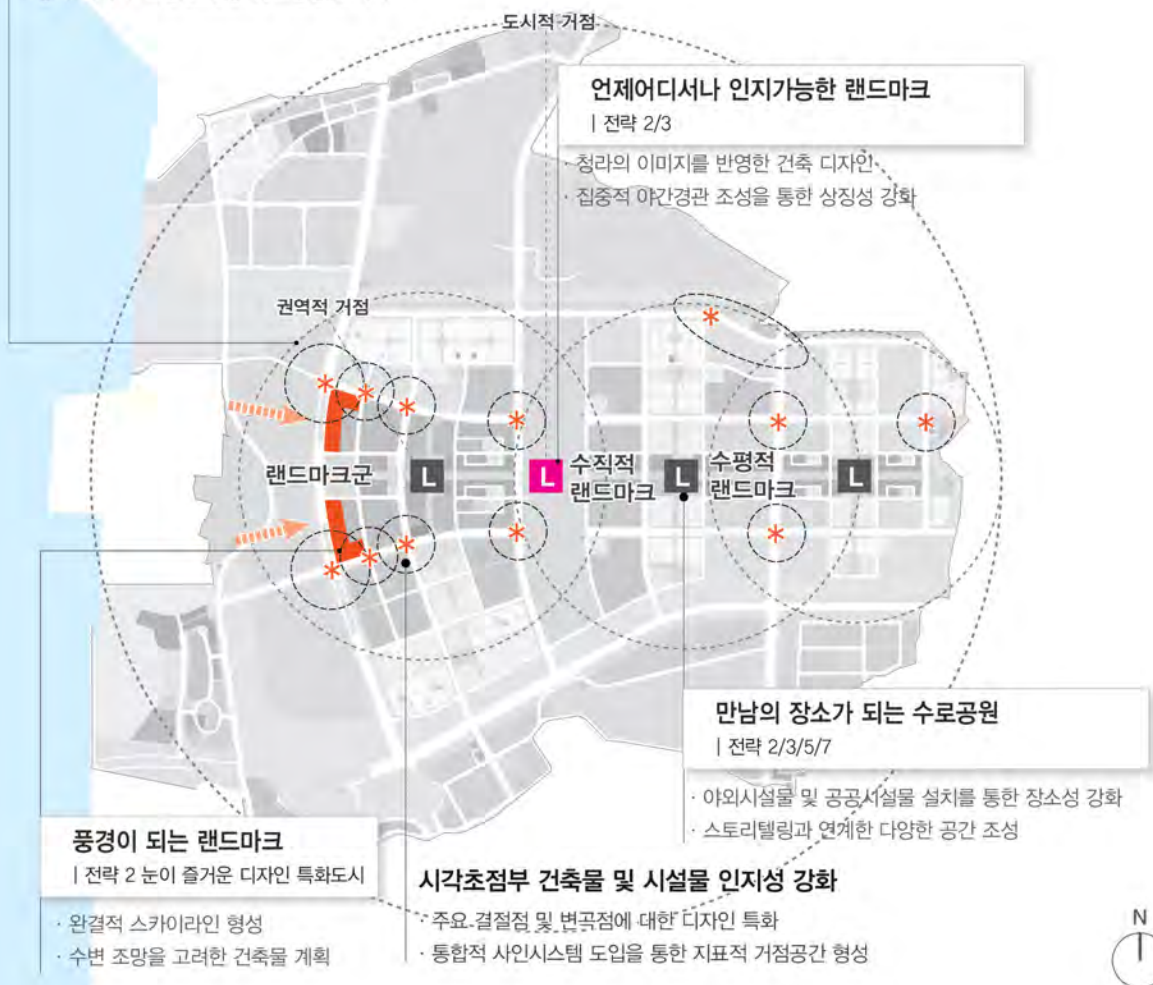 도시적 거점
언제어디서나 인지가능한 랜드마크
| 전략 2/3
· 청라의 이미지를 반영한 건축 디자인
· 집중적 야간경관 조성을 통한 상징성 강화
권역적 거점
랜드마크군
L
L
수직적
랜드마크
L
수평적
랜드마크
L
만남의 장소가 되는 수로공원
| 전략 2/3/5/7
· 야외시설물 및 공공시설물 설치를 통한 장소성 강화
· 스토리텔링과 연계한 다양한 공간 조성
풍경이 되는 랜드마크
| 전략 2 눈이 즐거운 디자인 특화도시
· 완결적 스카이라인 형성
· 수변 조망을 고려한 건축물 계획
시각초점부 건축물 및 시설물 인지성 강화
· 주요 결절점 및 변곡점에 대한 디자인 특화
· 통합적 사인시스템 도입을 통한 지표적 거점공간 형성
N